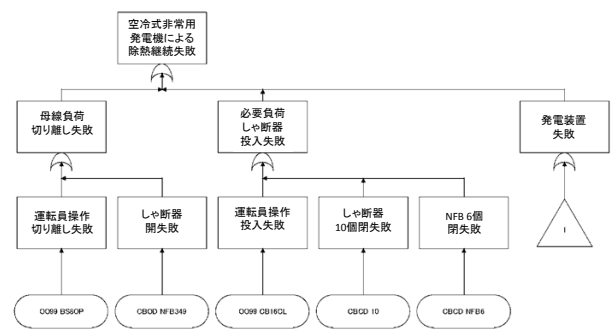 空冷式非常用
発電機による
除熱継続失敗
母線負荷
切り離し失敗
必要負荷
しゃ断器
投入失敗
発電装置
失敗
運転員操作
切り離し失敗
しゃ断器
開失敗
運転員操作
投入失敗
しゃ断器
10個閉失敗
NFB 6個
閉失敗
I
OO99 BS60P
CBOD NFB349
OO99 CB16CL
CBCD 10
CBCD NFB6